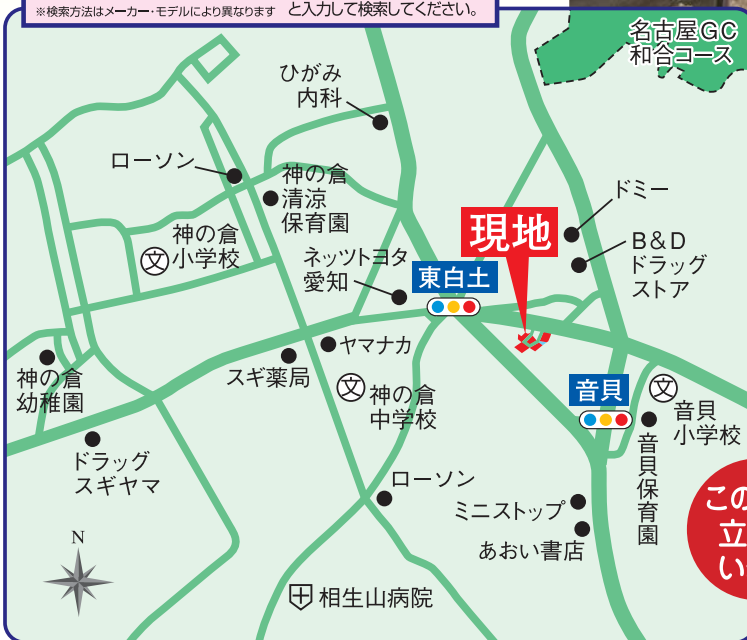 ※検索方法はメーカー・モデルにより異なります と入力して検索してください。
名古屋GC
和合コース
ひがみ
内科
ローソン
神の倉
清涼
保育園
ドミー
現地
神の倉
小学校
文
ネッツトヨタ
愛知
東白土
B&D
ドラッグ
ストア
ヤマナカ
スギ薬局
神の倉
幼稚園
文
神の倉
中学校
音貝
文
音貝
小学校
ドラッグ
スギヤマ
音貝保育園
ローソン
ミニストップ
あおい書店
この
立
い
N
相生山病院